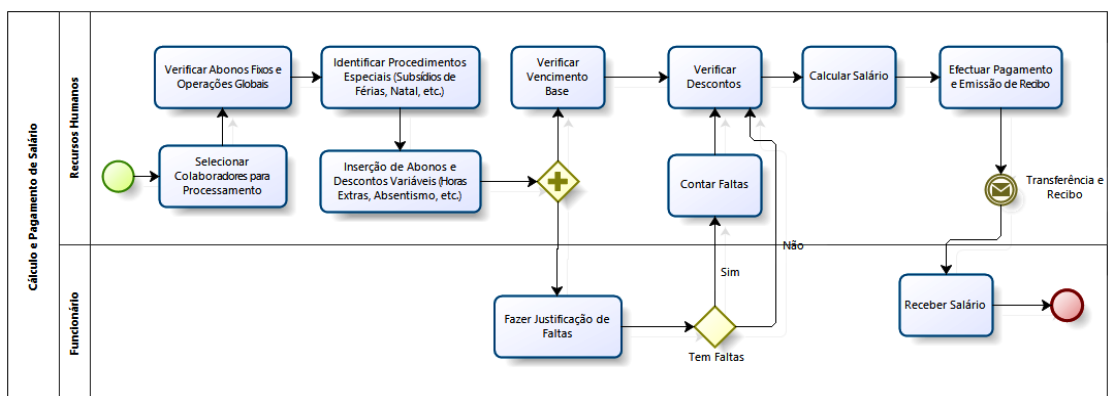 Cálculo e Pagamento de Salário
Recursos Humanos
Verificar Abonos Fixos e
Operações Globais
Identificar Procedimentos
Especiais (Subsídios de
Férias, Natal, etc.)
Verificar
Vencimento
Base
Verificar
Descontos
Calcular Salário
Efectuar Pagamento
e Emissão de Recibo
Selecionar
Colaboradores para
Processamento
Inserção de Abonos e
Descontos Variáveis (Horas
Extras, Absentismo, etc.)
Contar Faltas
Transferência e
Recibo
Não
Sim
Funcionário
Fazer Justificação de
Faltas
Tem Faltas
Receber Salário